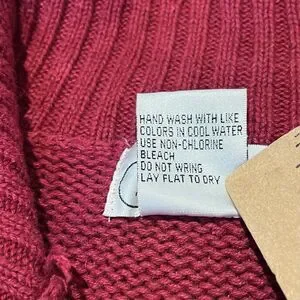 HAND WASH WITH LIKE
COLORS IN COOL WATER
USE NON-CHLORINE
BLEACH
DO NOT WRING
LAY FLAT TO DRY